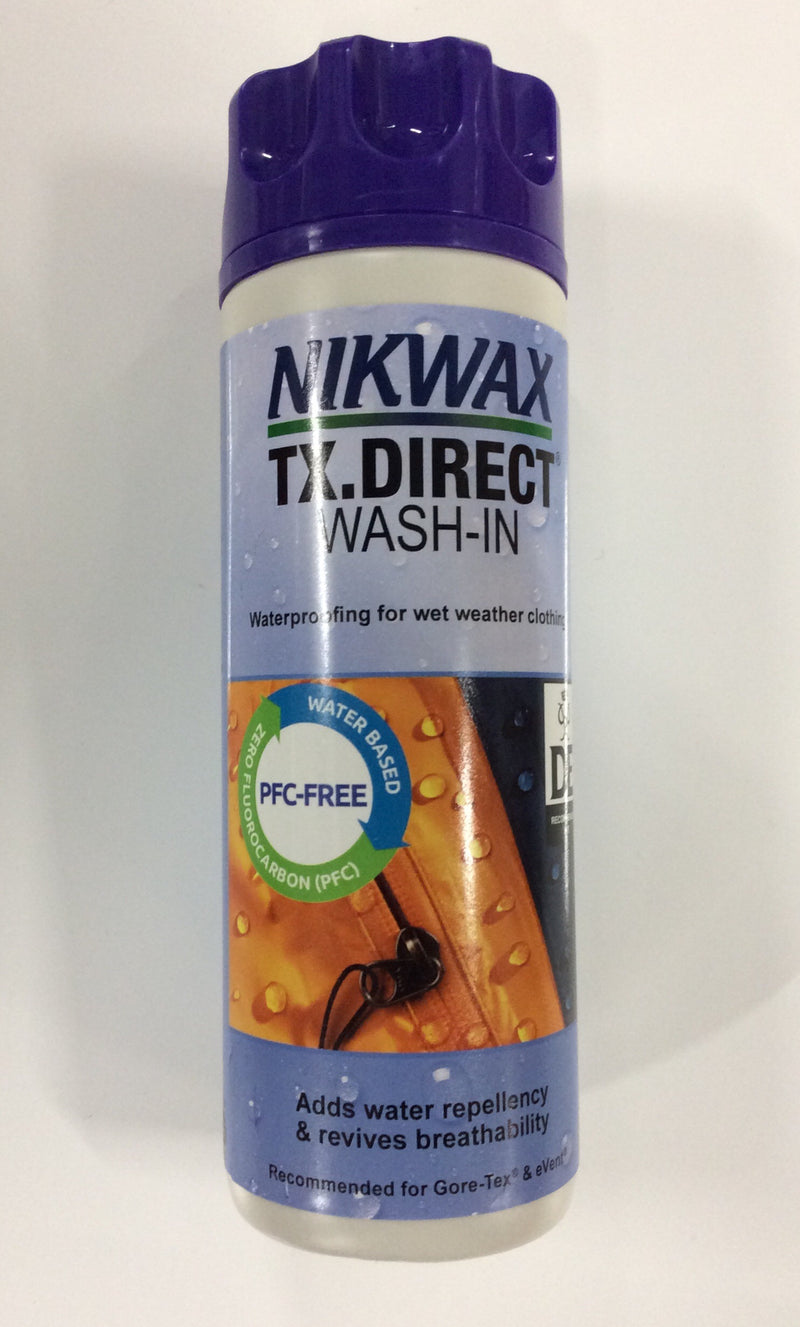 NIKWAX
TX.DIRECT®
WASH-IN
Waterproofing for wet weather clothing
WATER BASED
ZERO FLUOROCARBON (PFC)
PFC-FREE
Adds water repellency
& revives breathability
Recommended for Gore-Tex® & eVent®